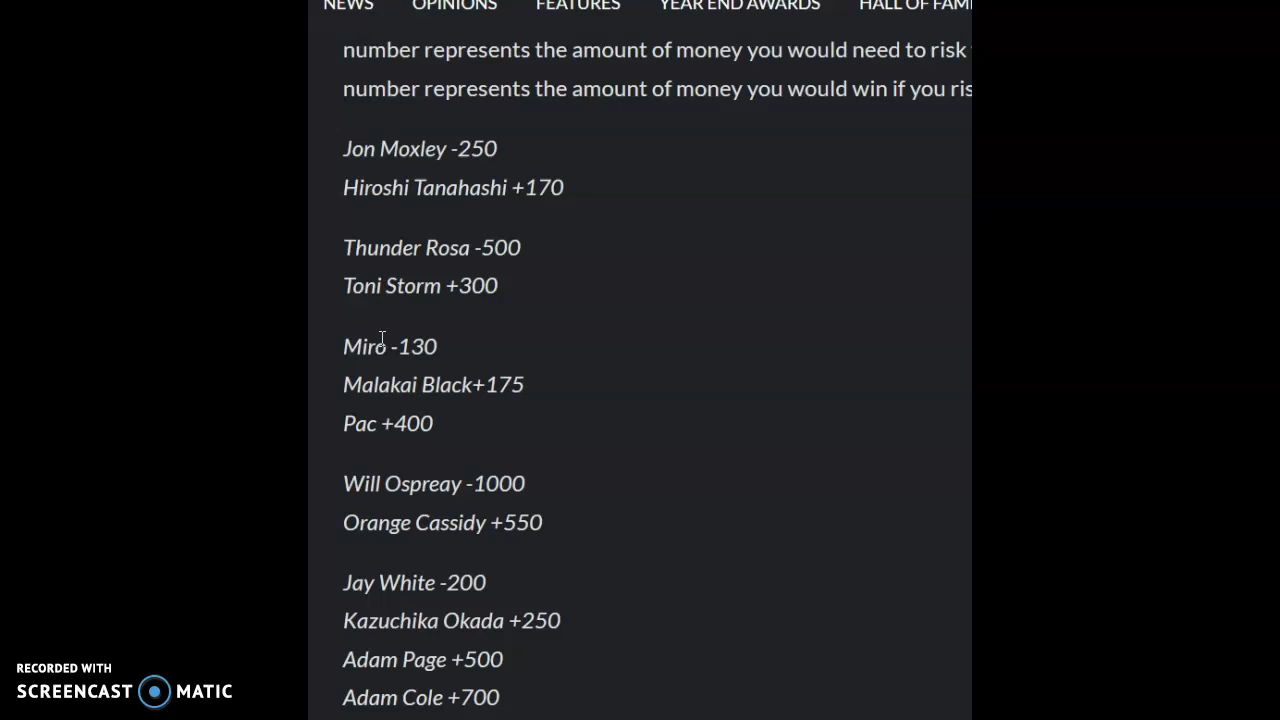 NEWS OPINIONS FEATURES YEAR END AWARDS HALL OF FAM
number represents the amount of money you would need to risk
number represents the amount of money you would win if you ris
Jon Moxley -250
Hiroshi Tanahashi +170
Thunder Rosa -500
Toni Storm +300
Miro -130
Malakai Black+175
Pac +400
Will Ospreay -1000
Orange Cassidy +550
Jay White -200
Kazuchika Okada +250
Adam Page +500
Adam Cole +700
RECORDED WITH
SCREENCAST MATIC